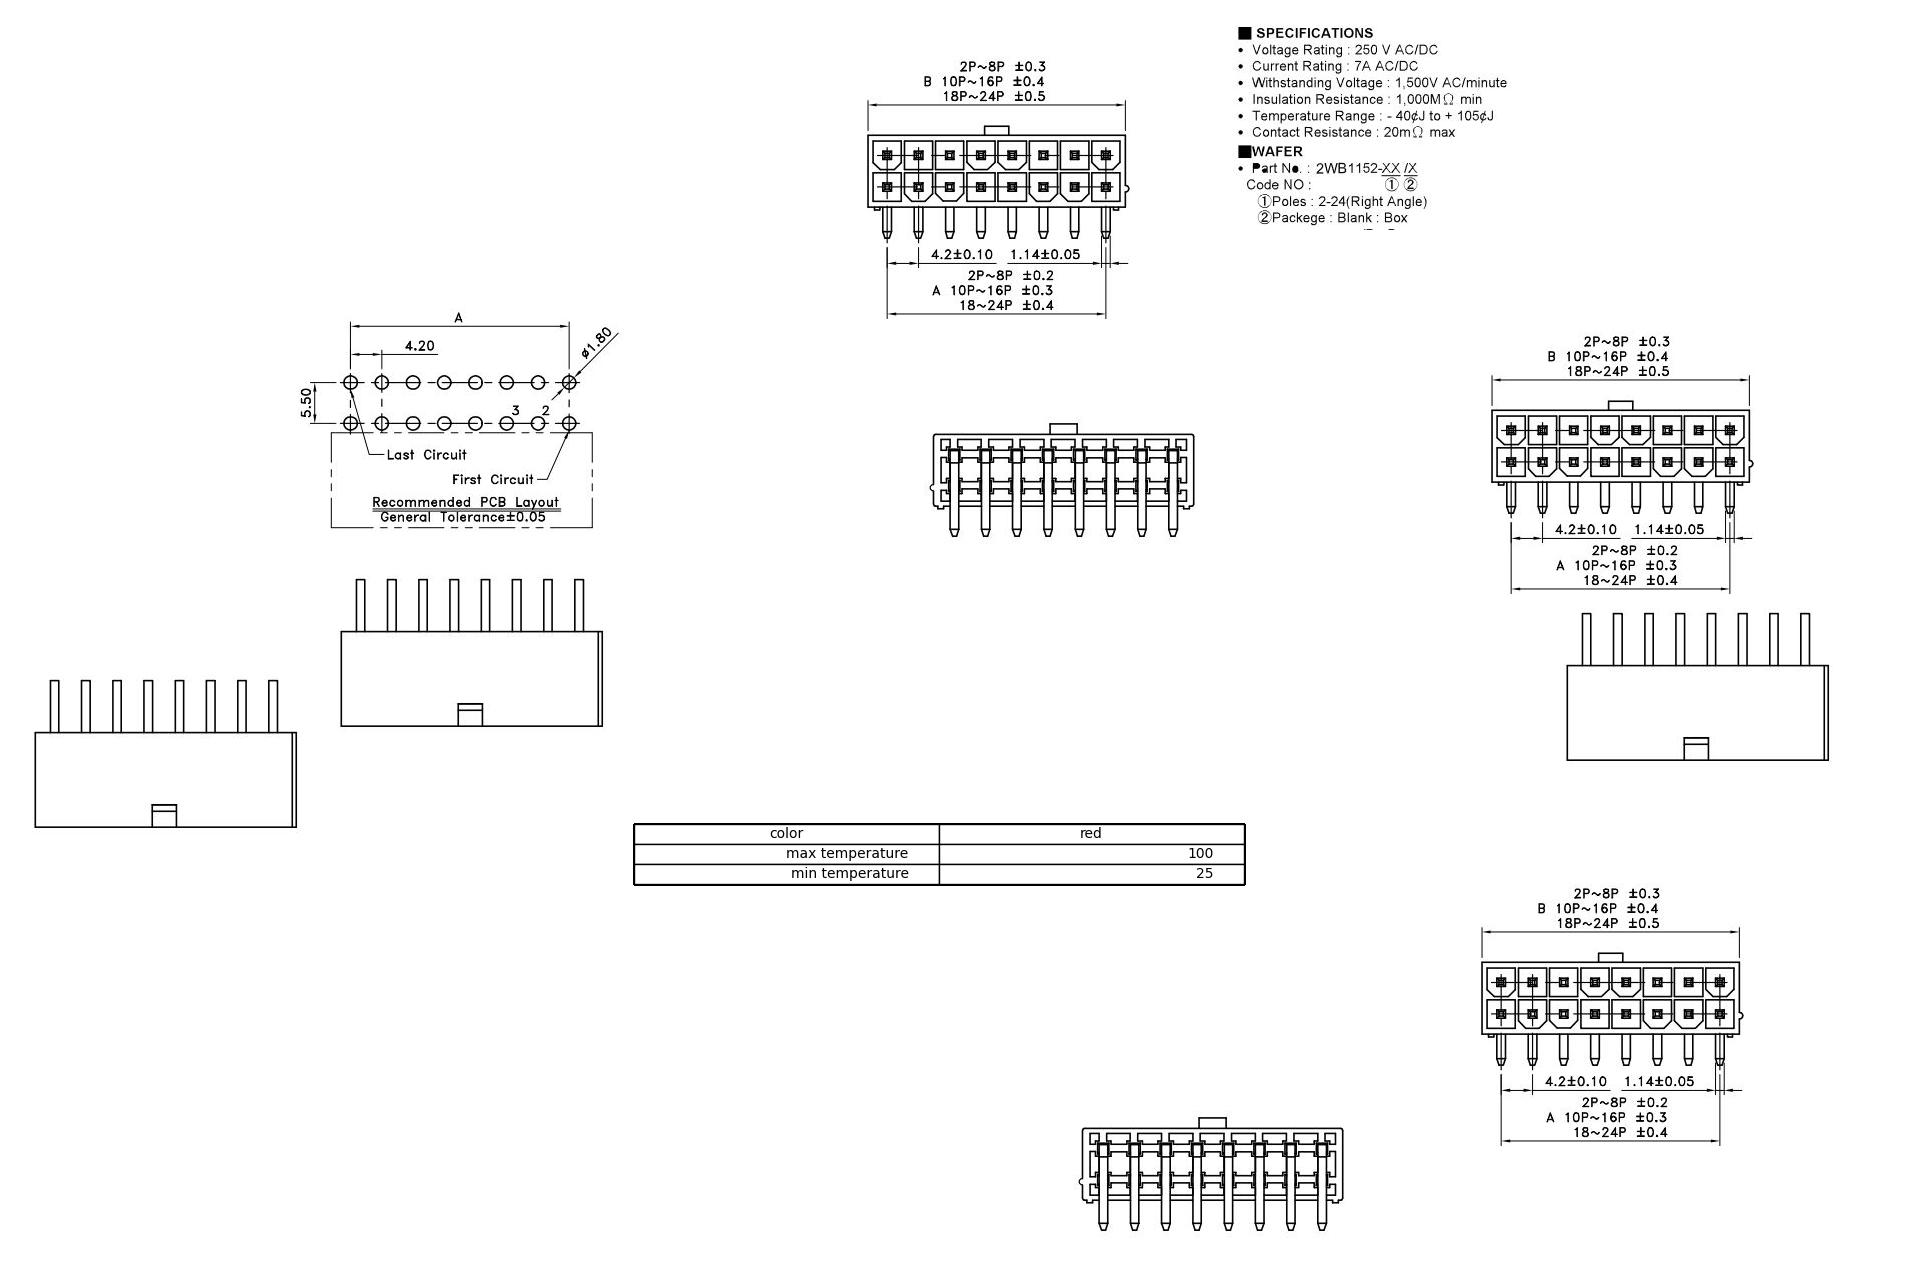 ■ SPECIFICATIONS
• Voltage Rating : 250 V AC/DC
• Current Rating : 7A AC/DC
• Withstanding Voltage : 1,500V AC/minute
• Insulation Resistance : 1,000MΩ min
• Temperature Range : - 40¢J to + 105¢J
• Contact Resistance : 20mΩ max
■WAFER
• Part No. : 2WB1152-XX /X
Code NO : ① ②
①Poles : 2-24(Right Angle)
②Packege : Blank : Box
2P~8P ±0.3
B 10P~16P ±0.4
18P~24P ±0.5
4.2±0.10 1.14±0.05
2P~8P ±0.2
A 10P~16P ±0.3
18~24P ±0.4
A
4.20
ø1.80
5.50
3 2
Last Circuit
First Circuit
Recommended PCB Layout
General Tolerance±0.05
2P~8P ±0.3
B 10P~16P ±0.4
18P~24P ±0.5
4.2±0.10 1.14±0.05
2P~8P ±0.2
A 10P~16P ±0.3
18~24P ±0.4
color red
max temperature 100
min temperature 25
2P~8P ±0.3
B 10P~16P ±0.4
18P~24P ±0.5
4.2±0.10 1.14±0.05
2P~8P ±0.2
A 10P~16P ±0.3
18~24P ±0.4